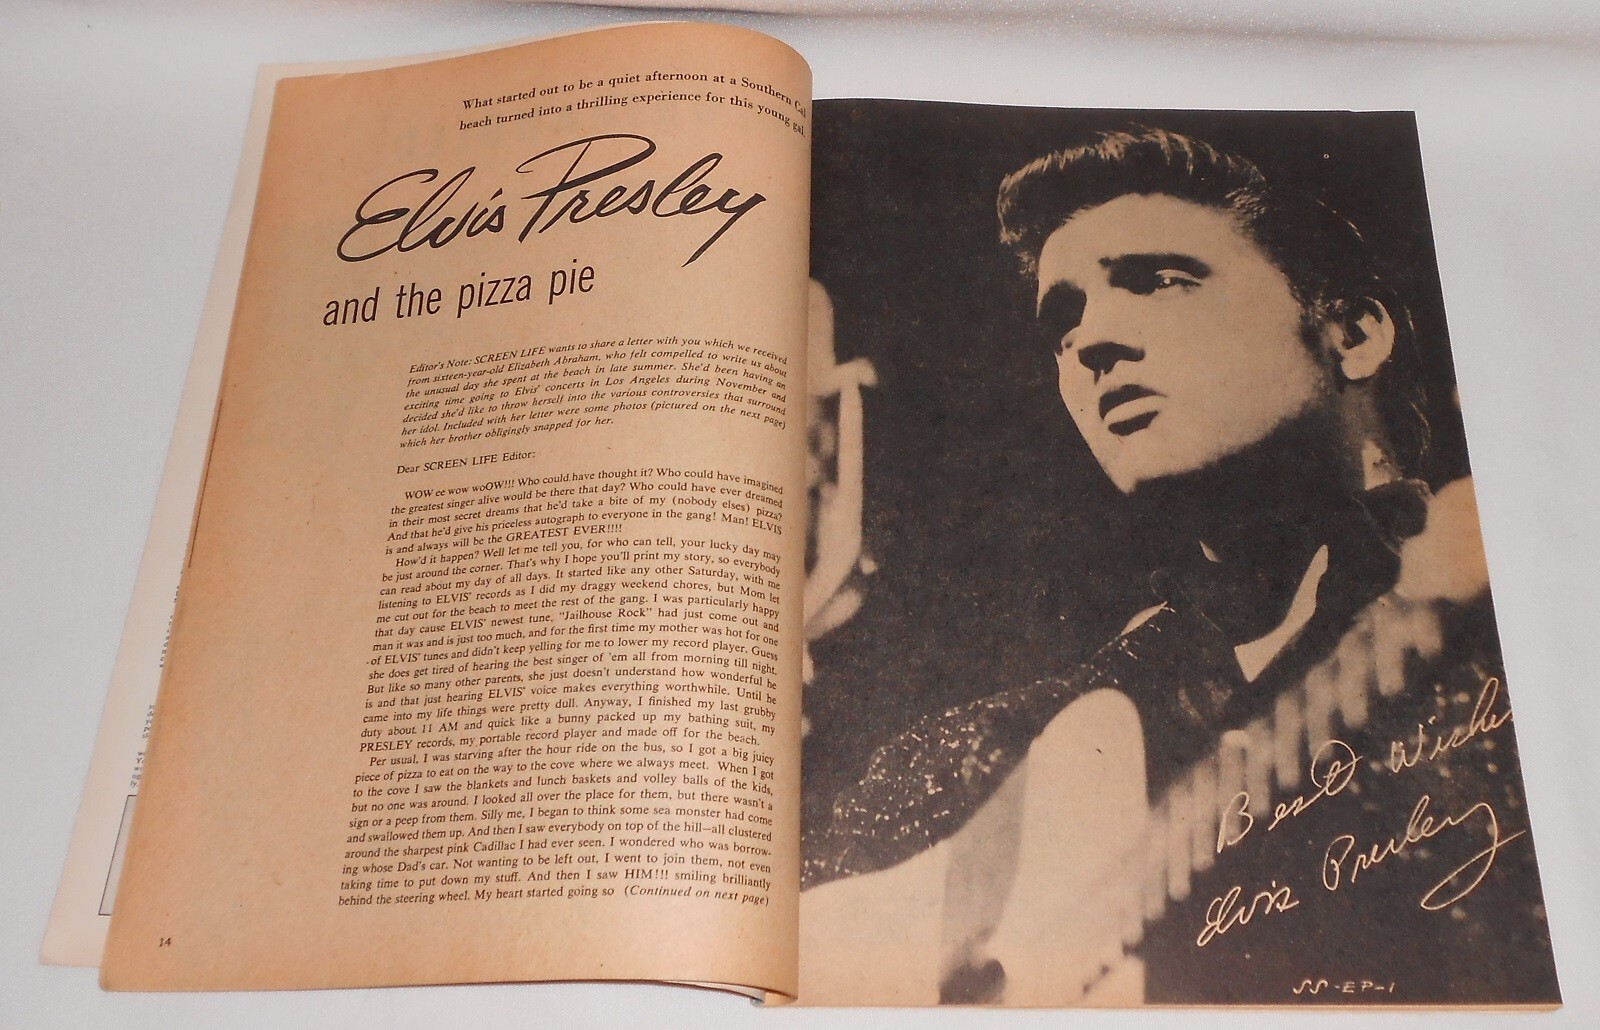 What started out to be a quiet afternoon at a Southern Cal
beach turned into a thrilling experience for this young gal.
Elvis Presley
and the pizza pie
Editor's Note: SCREEN LIFE wants to share a letter with you which we received
from sixteen-year-old Elizabeth Abraham, who felt compelled to write us about
the unusual day she spent at the beach in late summer. She'd been having an
exciting time going to Elvis' concerts in Los Angeles during November and
decided she'd like to throw herself into the various controversies that surround
her idol. Included with her letter were some photos (pictured on the next page)
which her brother obligingly snapped for her.
Dear SCREEN LIFE Editor:
WOW ee wow woOW!!! Who could have thought it? Who could have imagined
the greatest singer alive would be there that day? Who could have ever dreamed
in their most secret dreams that he'd take a bite of my (nobody elses) pizza?
And that he'd give his priceless autograph to everyone in the gang! Man! ELVIS
is and always will be the GREATEST EVER!!!!
How'd it happen? Well let me tell you, for who can tell, your lucky day may
be just around the corner. That's why I hope you'll print my story, so everybody
can read about my day of all days. It started like any other Saturday, with me
listening to ELVIS' records as I did my draggy weekend chores, but Mom let
me cut out for the beach to meet the rest of the gang. I was particularly happy
that day cause ELVIS' newest tune, "Jailhouse Rock" had just come out and
man it was and is just too much, and for the first time my mother was hot for one
of ELVIS' tunes and didn't keep yelling for me to lower my record player. Guess
she does get tired of hearing the best singer of 'em all from morning till night.
But like so many other parents, she just doesn't understand how wonderful he
is and that just hearing ELVIS' voice makes everything worthwhile. Until he
came into my life things were pretty dull. Anyway, I finished my last grubby
duty about 11 AM and quick like a bunny packed up my bathing suit, my
PRESLEY records, my portable record player and made off for the beach.
Per usual, I was starving after the hour ride on the bus, so I got a big juicy
piece of pizza to eat on the way to the cove where we always meet. When I got
to the cove I saw the blankets and lunch baskets and volley balls of the kids,
but no one was around. I looked all over the place for them, but there wasn't a
sign or a peep from them. Silly me, I began to think some sea monster had come
and swallowed them up. And then I saw everybody on top of the hill—all clustered
around the sharpest pink Cadillac I had ever seen. I wondered who was borrow-
ing whose Dad's car. Not wanting to be left out, I went to join them, not even
taking time to put down my stuff. And then I saw HIM!!! smiling brilliantly
behind the steering wheel. My heart started going so (Continued on next page)
14
Best Wishe
Elvis Presley
SS-EP-1